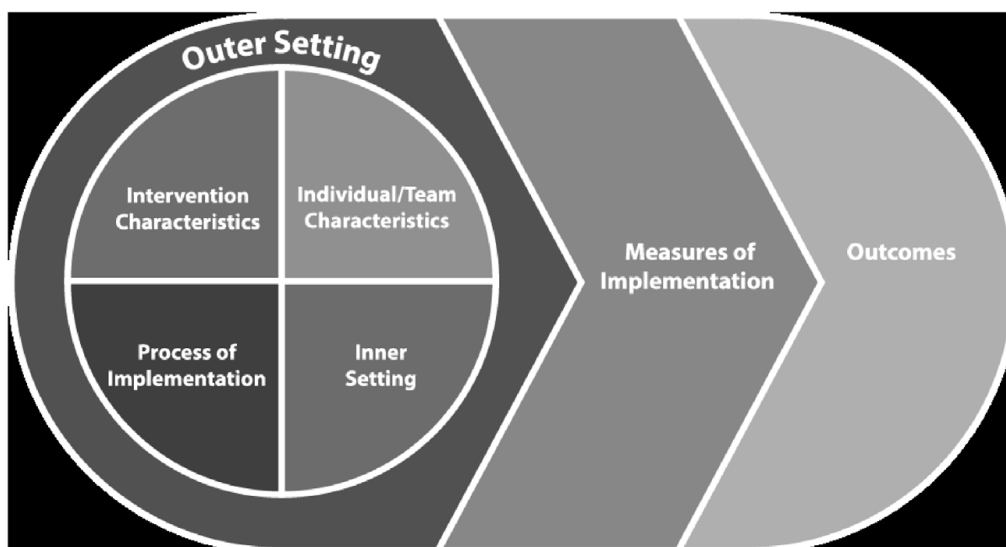 Outer Setting
Intervention
Characteristics
Individual/Team
Characteristics
Process of
Implementation
Inner
Setting
Measures of
Implementation
Outcomes